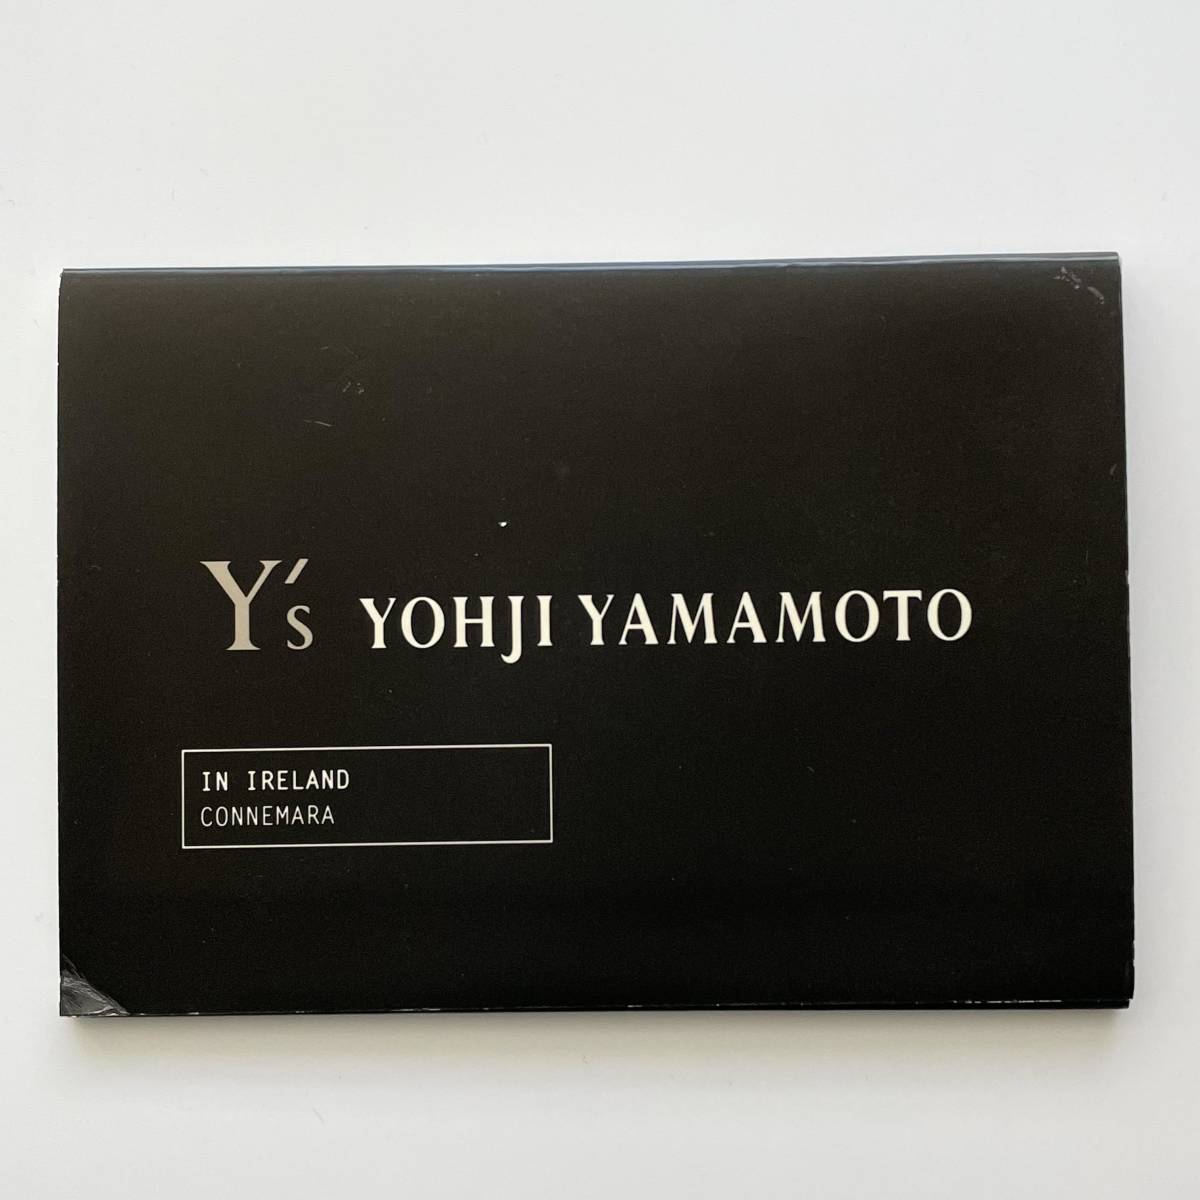 Y's YOHJI YAMAMOTO
IN IRELAND
CONNEMARA